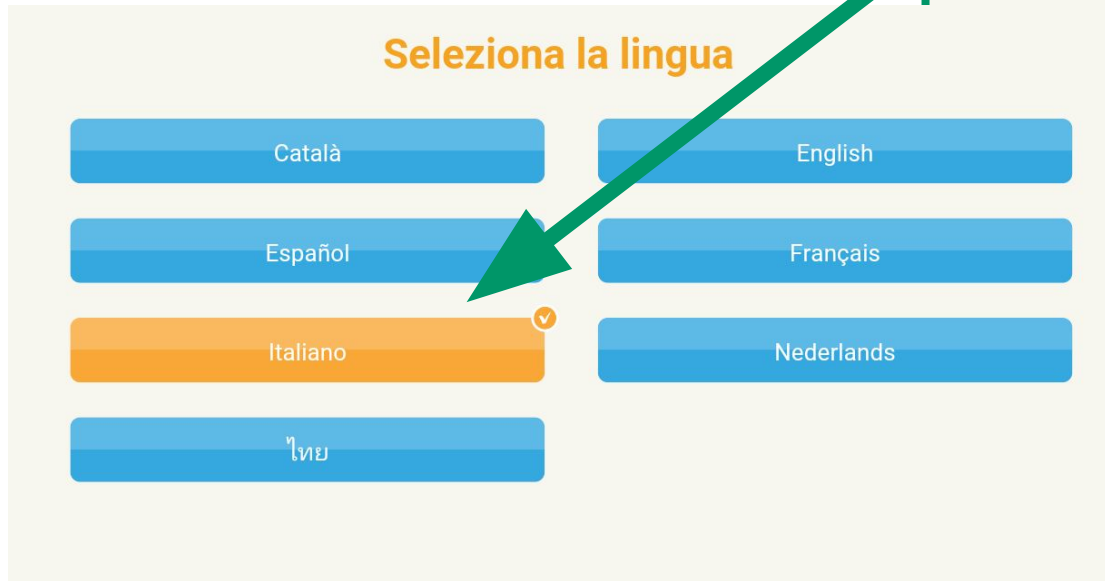 Seleziona la lingua
Català
English
Español
Français
Italiano
Nederlands
ไทย